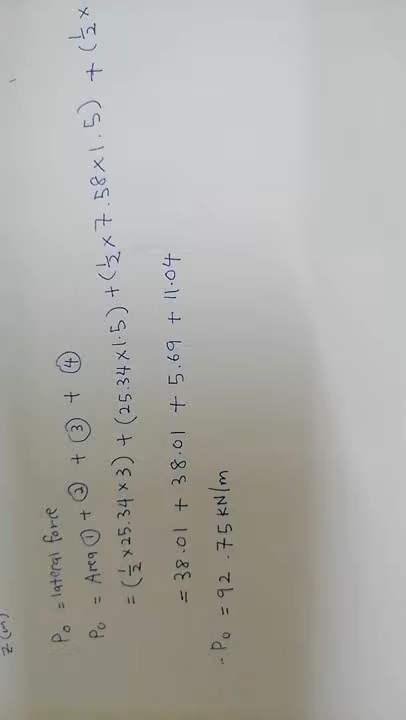 z(m)
Po = lateral force
Po = Area ① + ② + ③ + ④
= (½ × 25.34 × 3) + (25.34 × 1.5) + (½ × 7.58 × 1.5) + (½ ×
= 38.01 + 38.01 + 5.69 + 11.04
∴ Po = 92.75 KN/m